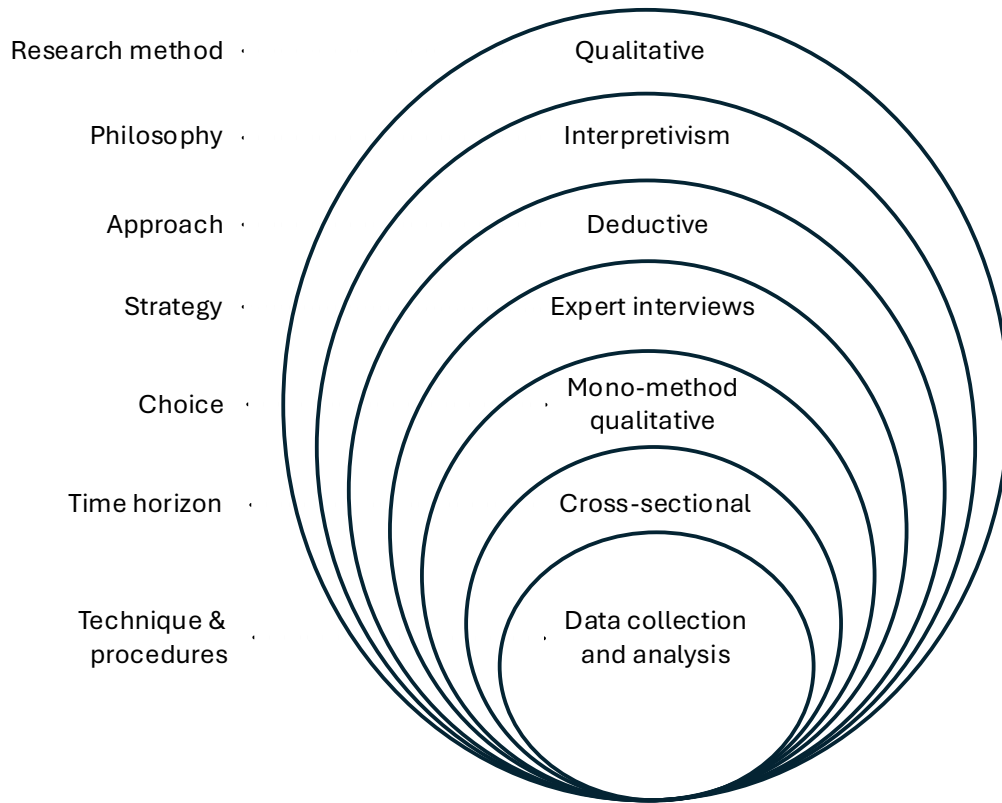 Research method
Qualitative
Philosophy
Interpretivism
Approach
Deductive
Strategy
Expert interviews
Choice
Mono-method
qualitative
Time horizon
Cross-sectional
Technique &
procedures
Data collection
and analysis